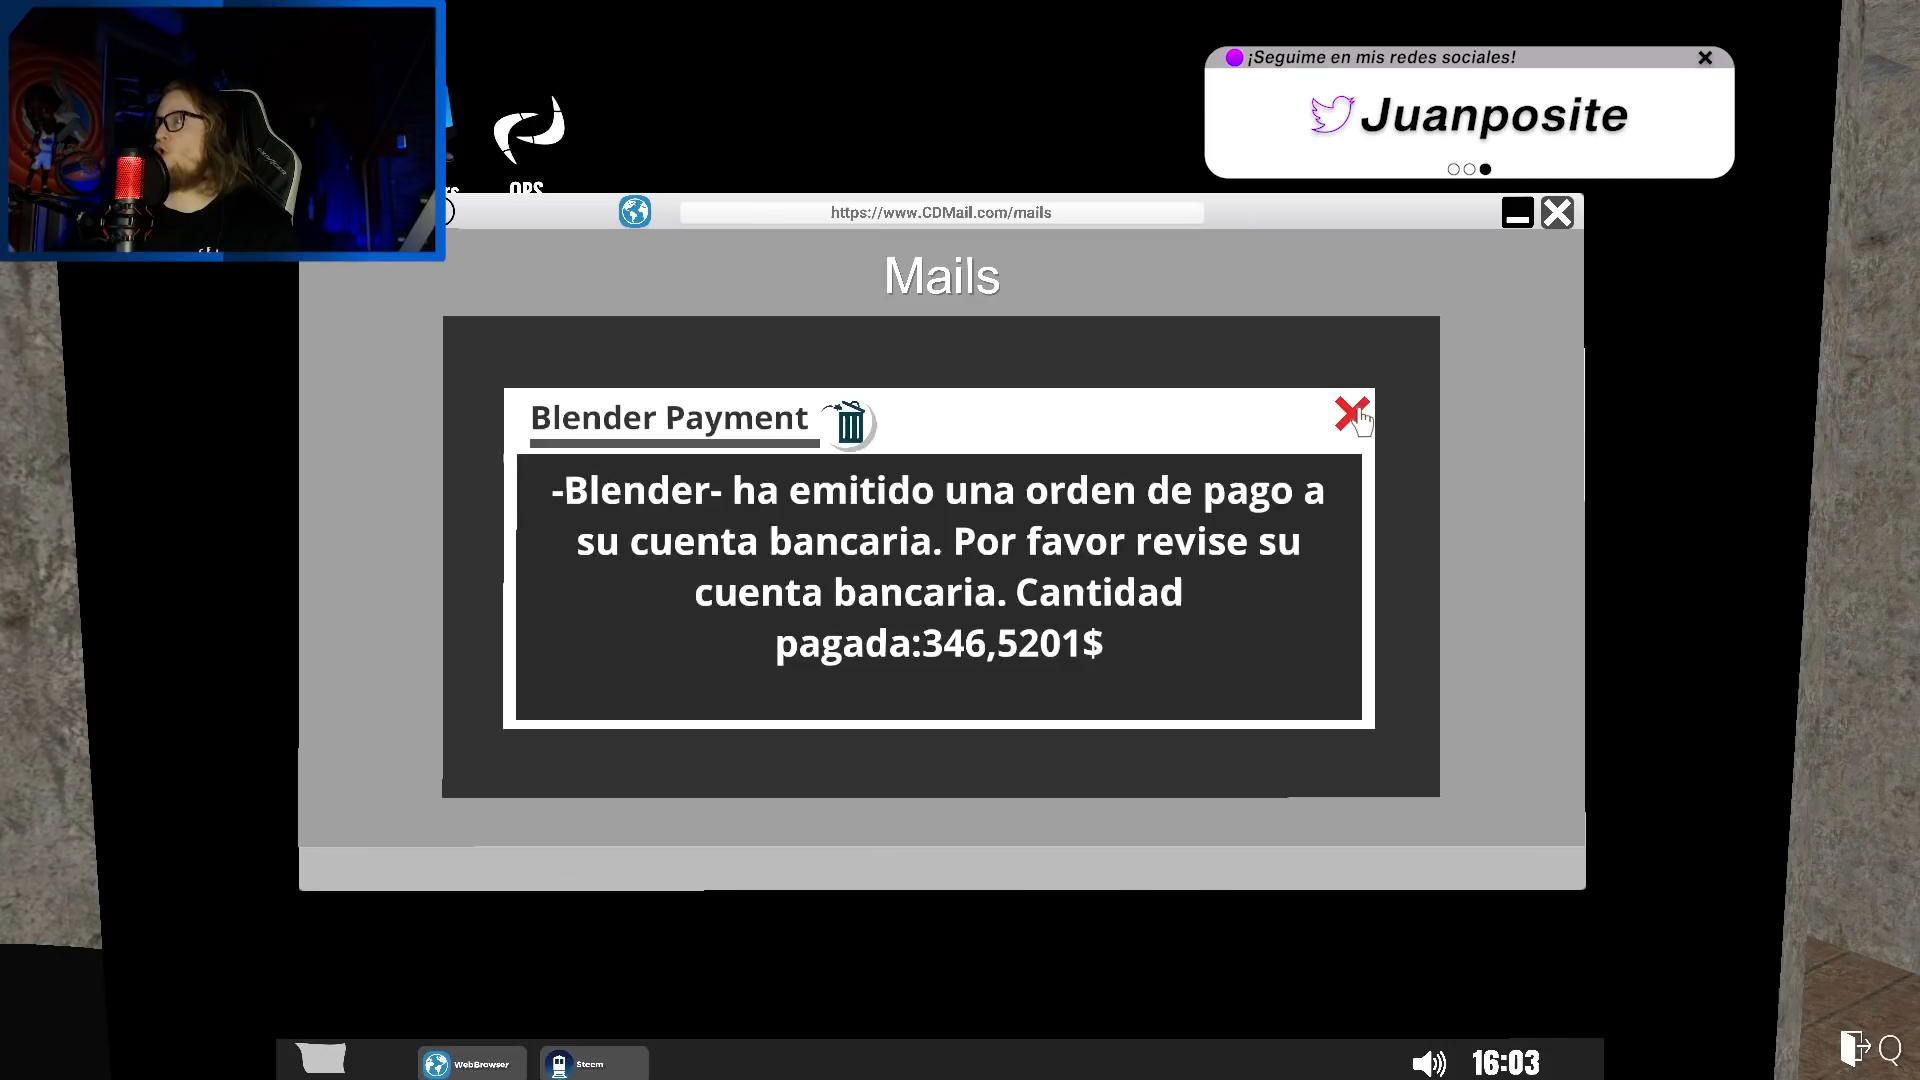 ¡Seguime en mis redes sociales!
Juanposite
OBS
https://www.CDMail.com/mails
Mails
Blender Payment
-Blender- ha emitido una orden de pago a
su cuenta bancaria. Por favor revise su
cuenta bancaria. Cantidad
pagada:346,5201$
WebBrowser
Steem
16:03
Q